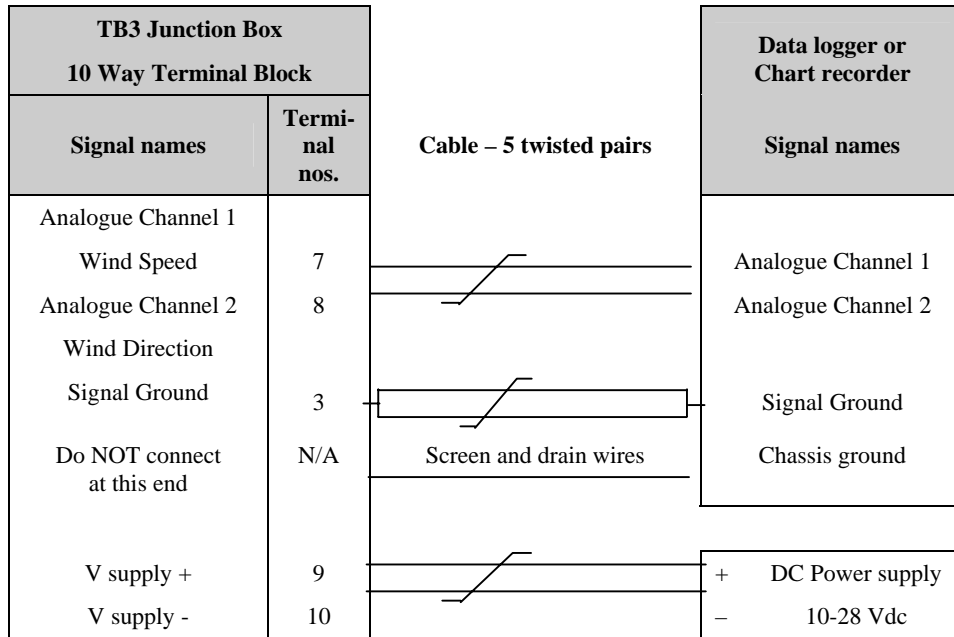 TB3 Junction Box
10 Way Terminal Block
Data logger or
Chart recorder
Signal names
Termi-
nal
nos.
Cable – 5 twisted pairs
Signal names
Analogue Channel 1
Wind Speed 7 Analogue Channel 1
Analogue Channel 2 8 Analogue Channel 2
Wind Direction
Signal Ground 3 Signal Ground
Do NOT connect N/A Screen and drain wires Chassis ground
at this end
V supply + 9 + DC Power supply
V supply - 10 – 10-28 Vdc